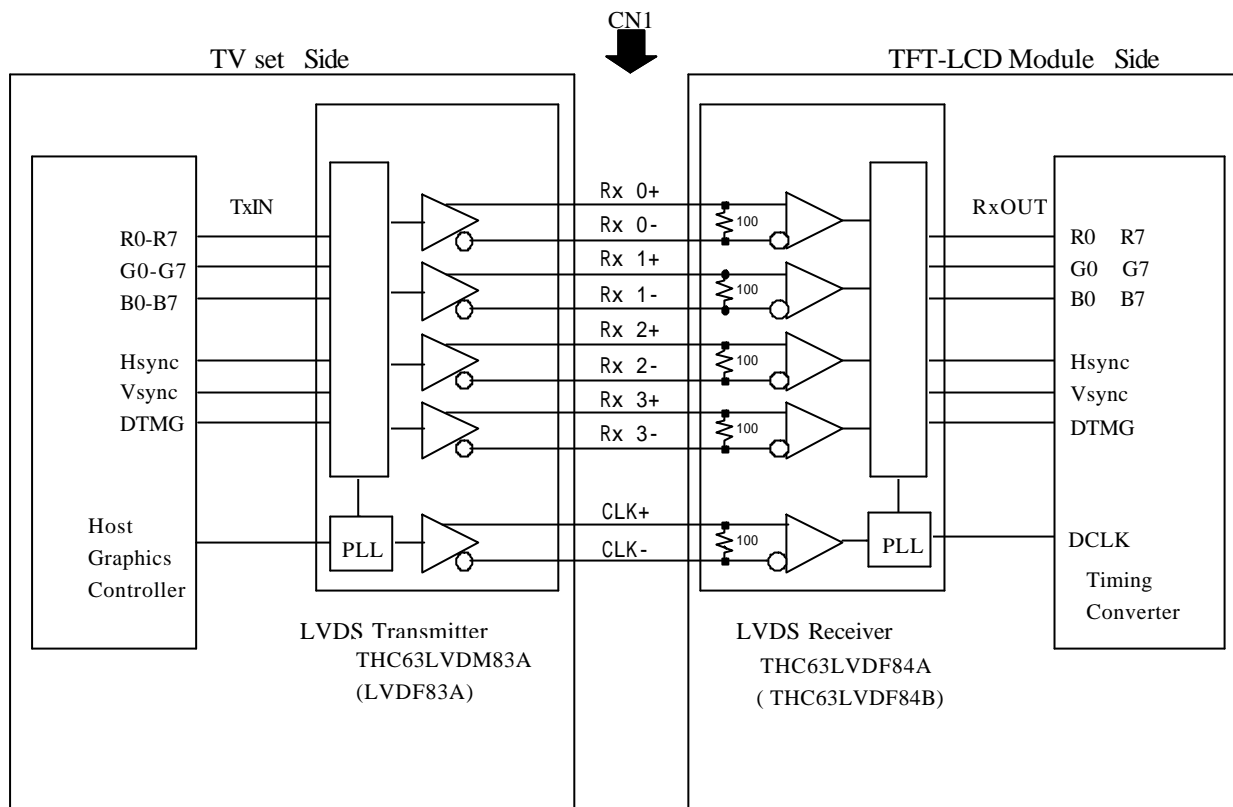 CN1
TV set Side
TFT-LCD Module Side
TxIN
R0-R7
G0-G7
B0-B7
Hsync
Vsync
DTMG
Host
Graphics
Controller
PLL
LVDS Transmitter
THC63LVDM83A
(LVDF83A)
Rx 0+
Rx 0-
Rx 1+
Rx 1-
Rx 2+
Rx 2-
Rx 3+
Rx 3-
CLK+
CLK-
100
100
100
100
100
PLL
LVDS Receiver
THC63LVDF84A
( THC63LVDF84B)
RxOUT
R0 R7
G0 G7
B0 B7
Hsync
Vsync
DTMG
DCLK
Timing
Converter